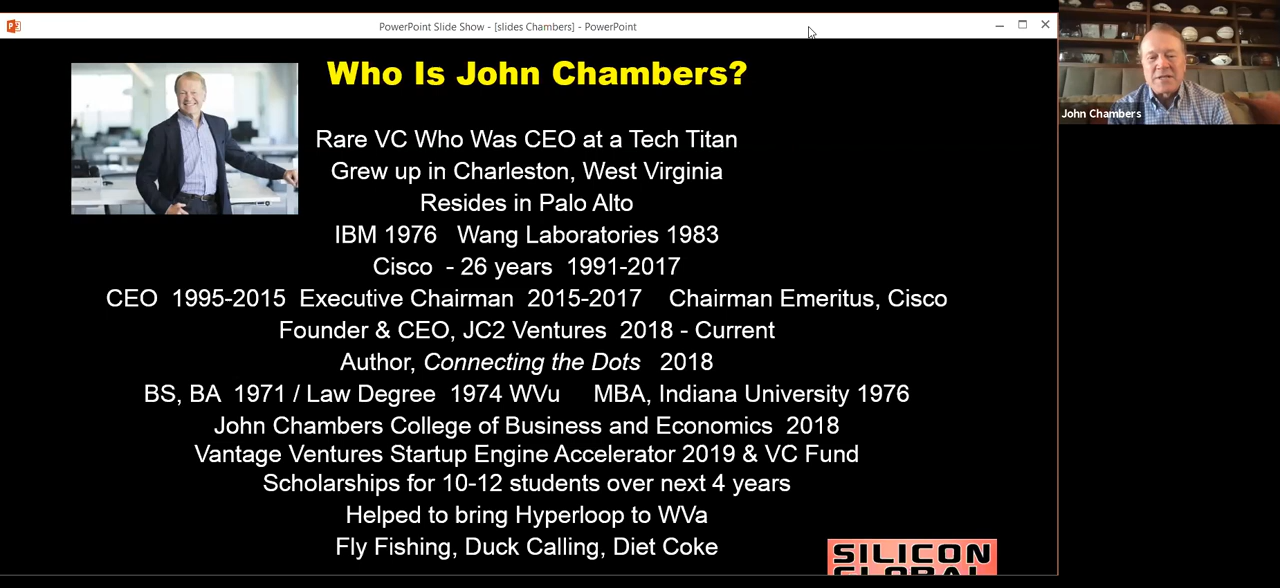 PowerPoint Slide Show - [slides Chambers] - PowerPoint
Who Is John Chambers?
Rare VC Who Was CEO at a Tech Titan
Grew up in Charleston, West Virginia
Resides in Palo Alto
IBM 1976 Wang Laboratories 1983
Cisco - 26 years 1991-2017
CEO 1995-2015 Executive Chairman 2015-2017 Chairman Emeritus, Cisco
Founder & CEO, JC2 Ventures 2018 - Current
Author, Connecting the Dots 2018
BS, BA 1971 / Law Degree 1974 WVu MBA, Indiana University 1976
John Chambers College of Business and Economics 2018
Vantage Ventures Startup Engine Accelerator 2019 & VC Fund
Scholarships for 10-12 students over next 4 years
Helped to bring Hyperloop to WVa
Fly Fishing, Duck Calling, Diet Coke
SILICON
GLOBAL
John Chambers